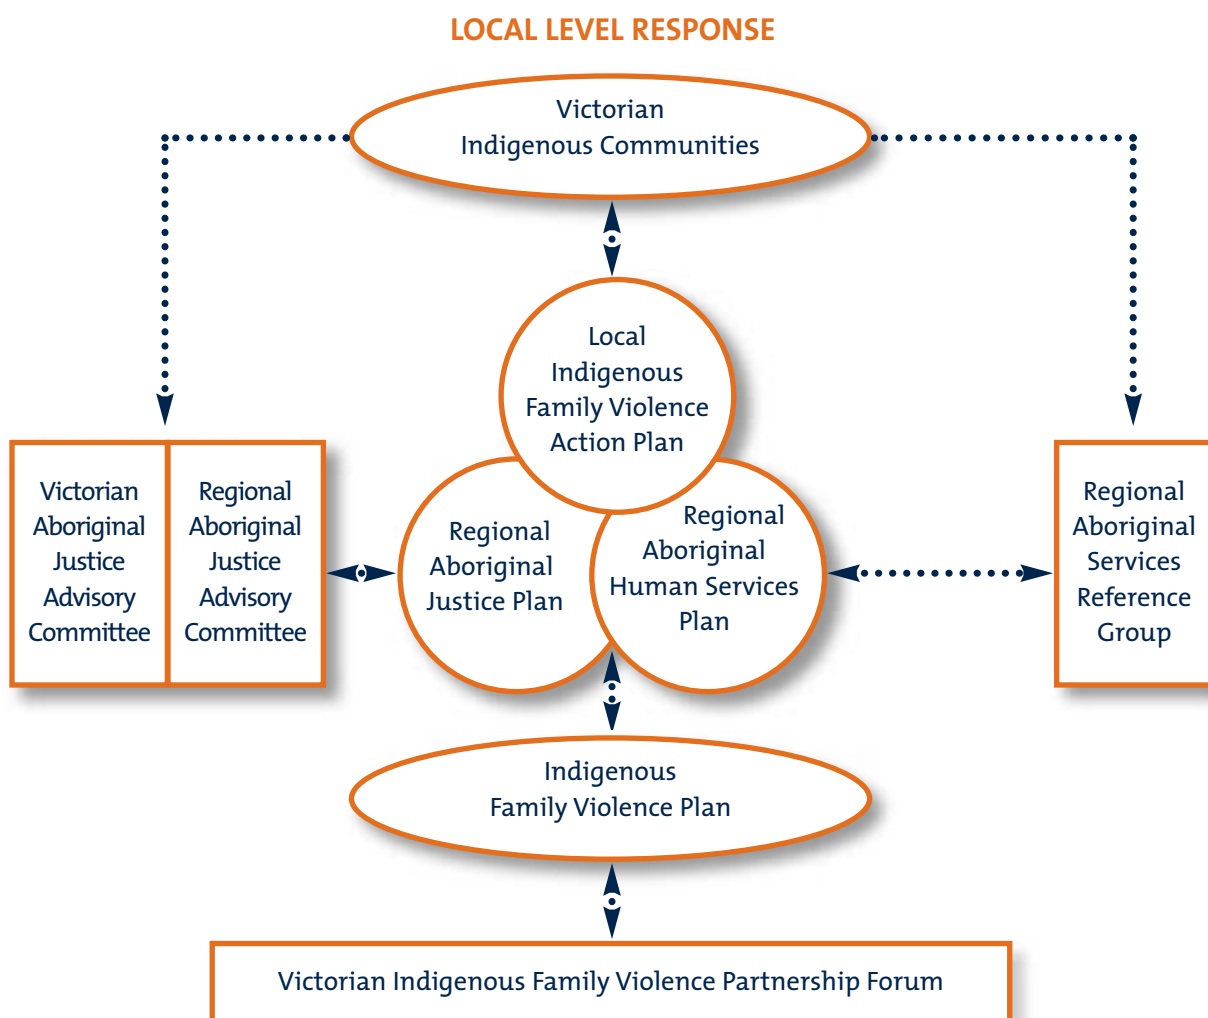 LOCAL LEVEL RESPONSE
Victorian
Indigenous Communities
Local
Indigenous
Family Violence
Action Plan
Victorian
Aboriginal
Justice
Advisory
Committee
Regional
Aboriginal
Justice
Advisory
Committee
Regional
Aboriginal
Justice Plan
Regional
Aboriginal
Human Services
Plan
Regional
Aboriginal
Services
Reference
Group
Indigenous
Family Violence Plan
Victorian Indigenous Family Violence Partnership Forum